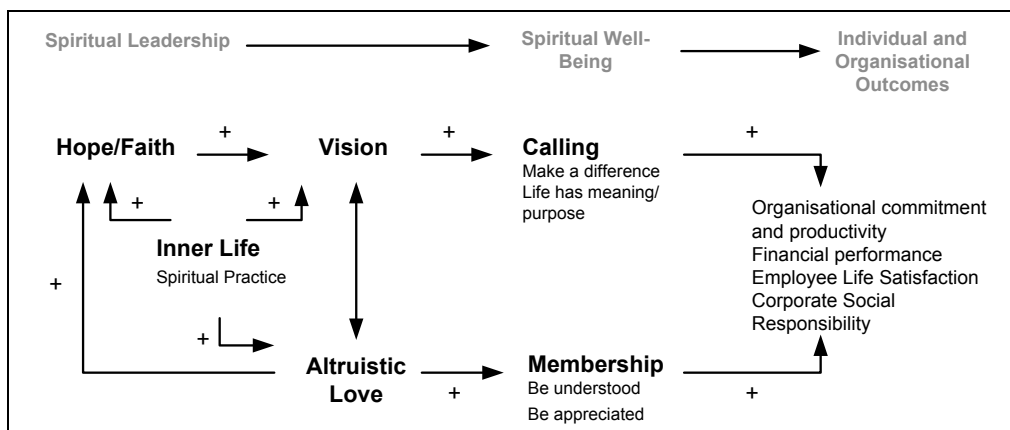 Spiritual Leadership
Spiritual Well-
Being
Individual and
Organisational
Outcomes
+
+
+
Hope/Faith
Vision
Calling
Make a difference
Life has meaning/
purpose
+
+
Inner Life
Spiritual Practice
Organisational commitment
and productivity
Financial performance
Employee Life Satisfaction
Corporate Social
Responsibility
+
+
Altruistic
Love
+
Membership
Be understood
Be appreciated
+